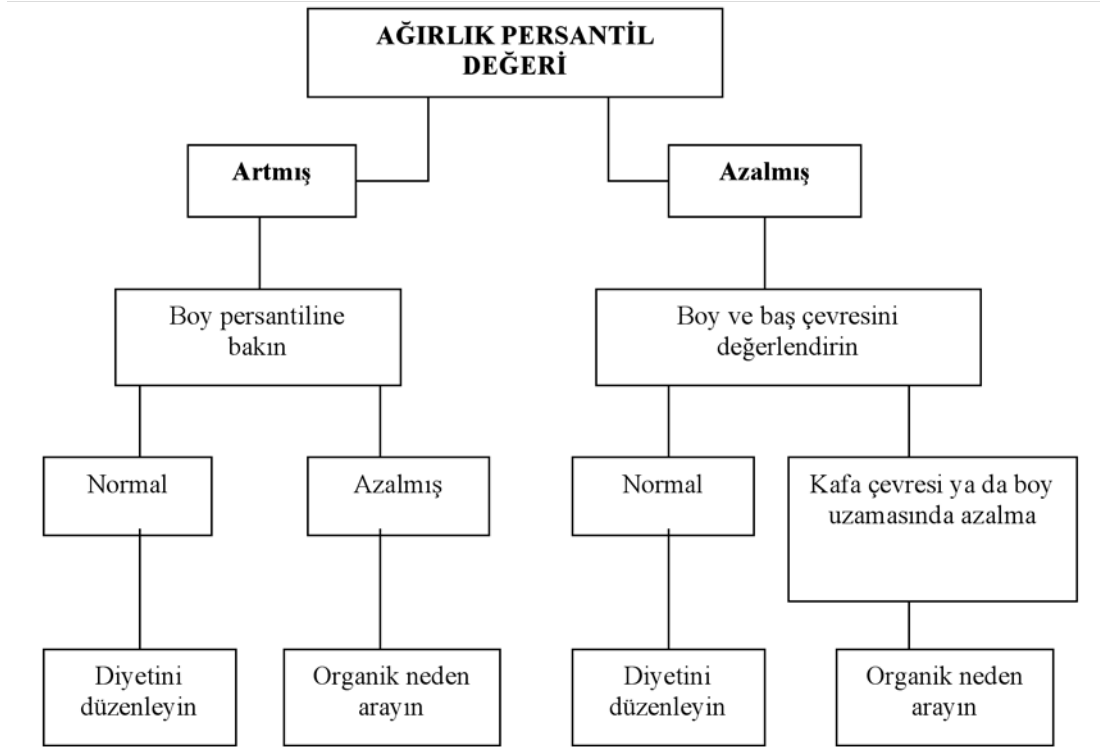 AĞIRLIK PERSANTİL
DEĞERİ
Artmış
Azalmış
Boy persantiline
bakın
Boy ve baş çevresini
değerlendirin
Normal
Azalmış
Normal
Kafa çevresi ya da boy
uzamasında azalma
Diyetini
düzenleyin
Organik neden
arayın
Diyetini
düzenleyin
Organik neden
arayın